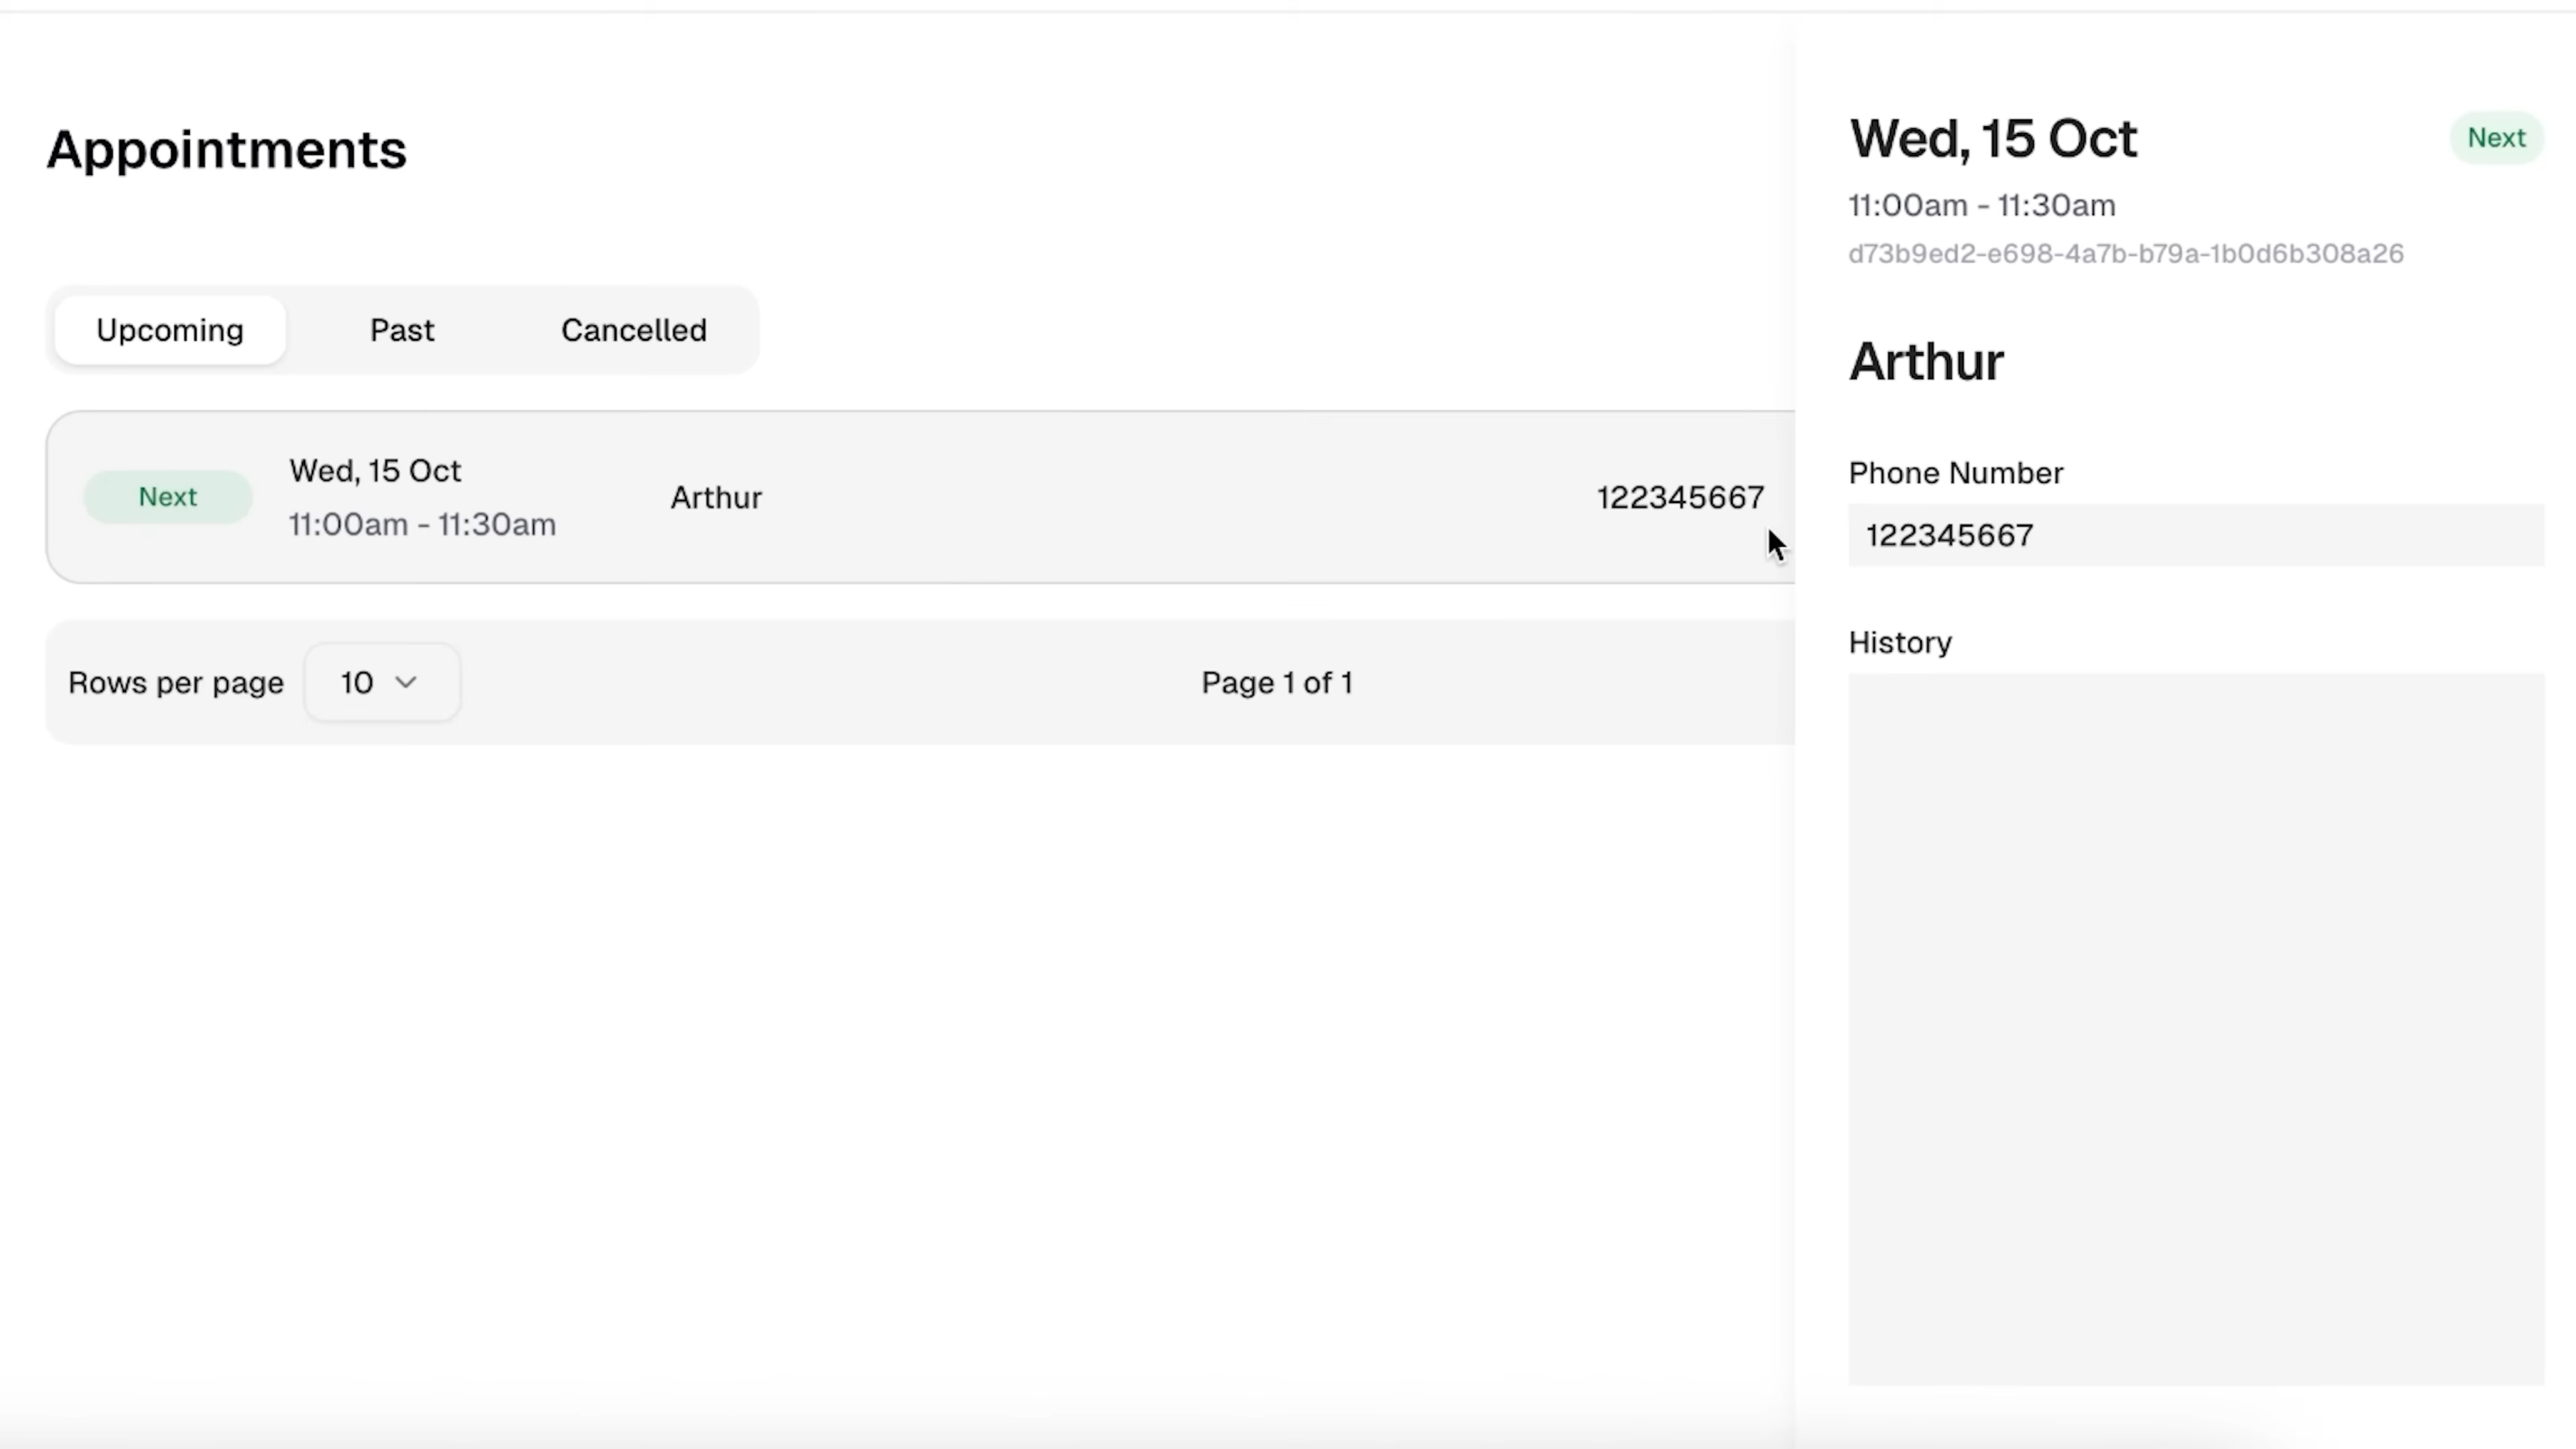 Appointments
Upcoming
Past
Cancelled
Next
Wed, 15 Oct
11:00am - 11:30am
Arthur
122345667
Rows per page
10
Page 1 of 1
Wed, 15 Oct
Next
11:00am - 11:30am
d73b9ed2-e698-4a7b-b79a-1b0d6b308a26
Arthur
Phone Number
122345667
History